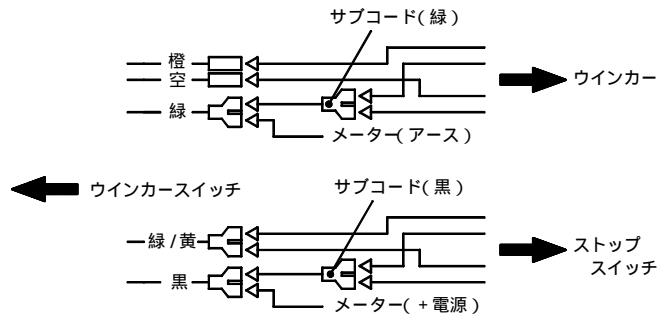 サブコード(緑)
橙
空
緑
ウインカー
メーター(アース)
ウインカースイッチ
サブコード(黒)
緑/黄
黒
ストップ
スイッチ
メーター(+電源)